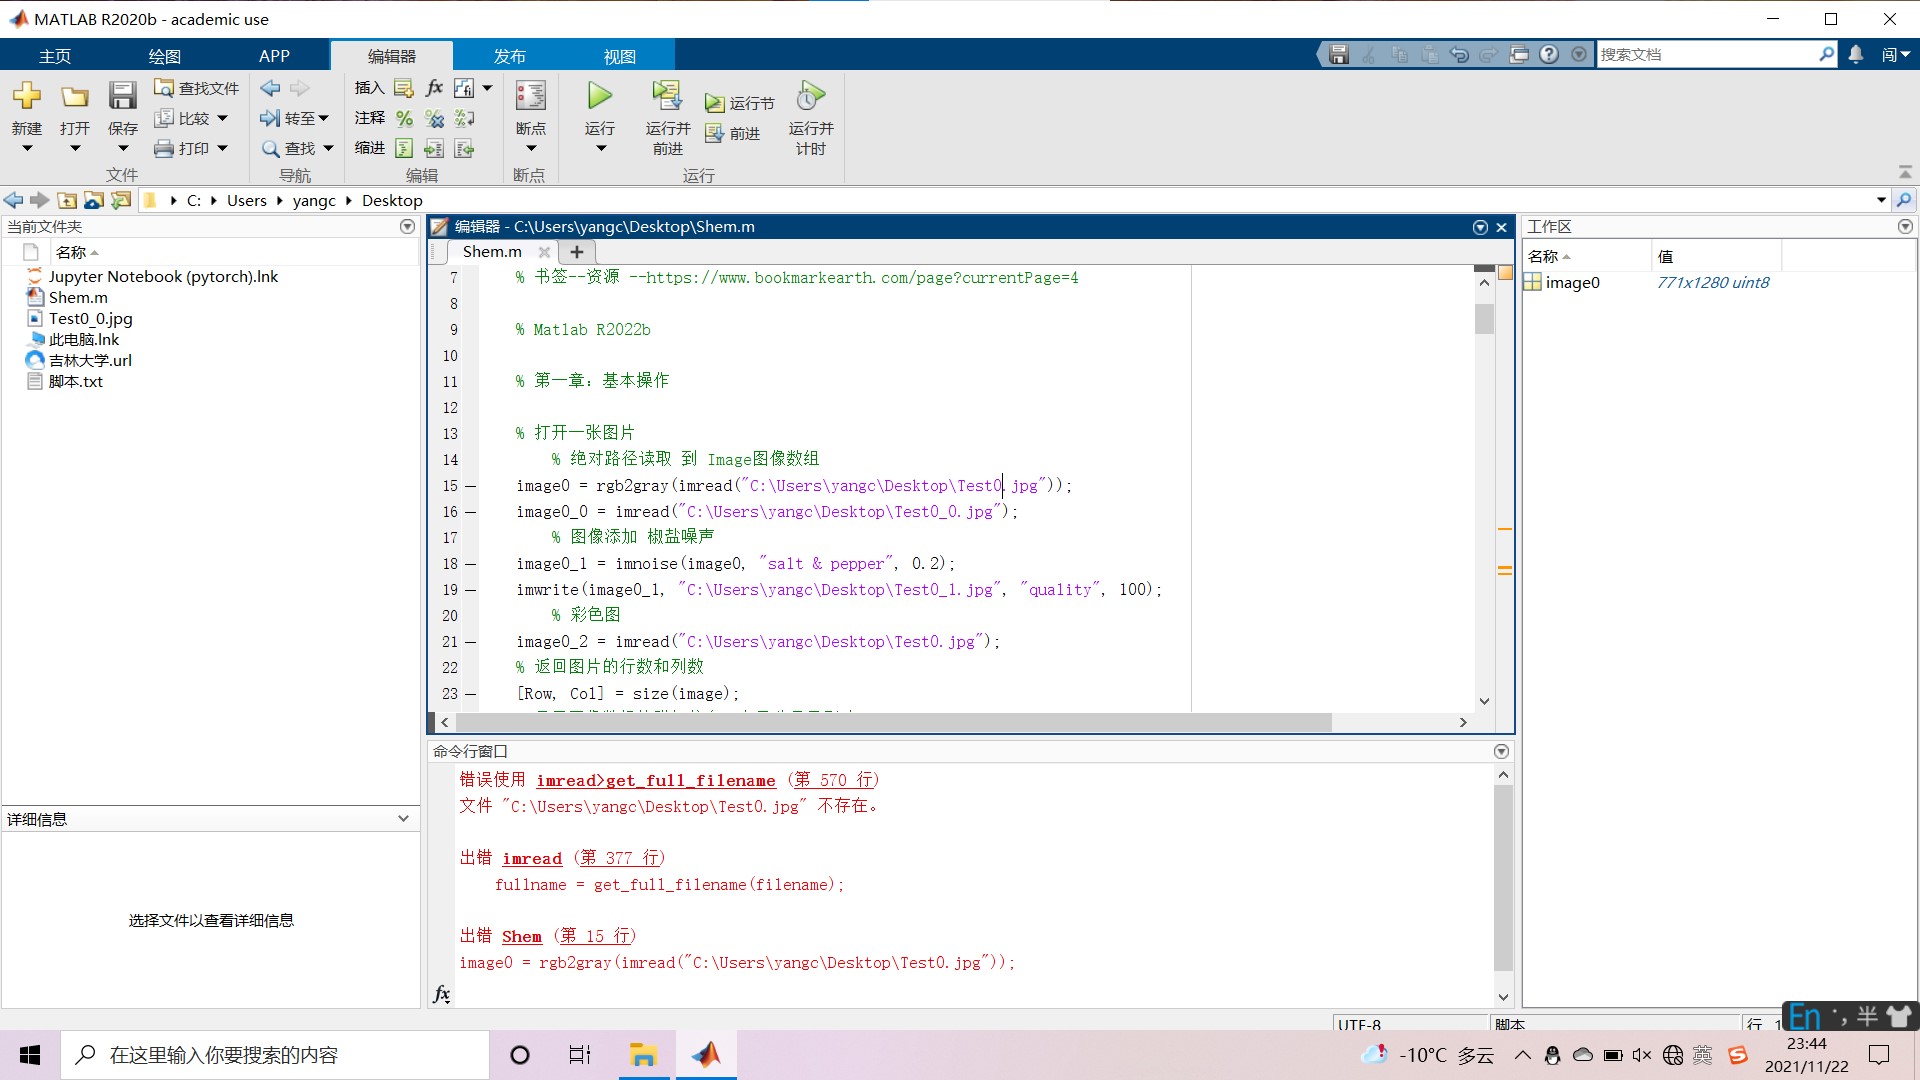 MATLAB R2020b - academic use
主页
绘图
APP
编辑器
发布
视图
搜索文档
闯
新建
打开
保存
查找文件
比较
打印
文件
转至
查找
导航
插入
fx
注释
缩进
编辑
断点
断点
运行
运行并
前进
运行节
前进
运行并
计时
运行
C: Users yangc Desktop
当前文件夹
名称
Jupyter Notebook (pytorch).lnk
Shem.m
Test0_0.jpg
此电脑.lnk
吉林大学.url
脚本.txt
详细信息
选择文件以查看详细信息
编辑器 - C:\Users\yangc\Desktop\Shem.m
Shem.m
7 % 书签--资源 --https://www.bookmarkearth.com/page?currentPage=4
8
9 % Matlab R2022b
10
11 % 第一章: 基本操作
12
13 % 打开一张图片
14 % 绝对路径读取 到 Image图像数组
15 — image0 = rgb2gray(imread("C:\Users\yangc\Desktop\Test0.jpg"));
16 — image0_0 = imread("C:\Users\yangc\Desktop\Test0_0.jpg");
17 % 图像添加 椒盐噪声
18 — image0_1 = imnoise(image0, "salt & pepper", 0.2);
19 — imwrite(image0_1, "C:\Users\yangc\Desktop\Test0_1.jpg", "quality", 100);
20 % 彩色图
21 — image0_2 = imread("C:\Users\yangc\Desktop\Test0.jpg");
22 % 返回图片的行数和列数
23 — [Row, Col] = size(image);
命令行窗口
错误使用 imread>get_full_filename (第 570 行)
文件 "C:\Users\yangc\Desktop\Test0.jpg" 不存在。
出错 imread (第 377 行)
fullname = get_full_filename(filename);
出错 Shem (第 15 行)
image0 = rgb2gray(imread("C:\Users\yangc\Desktop\Test0.jpg"));
fx
工作区
名称 值
image0 771x1280 uint8
UTF-8
脚本
行 1
En 半
在这里输入你要搜索的内容
-10°C 多云
英
23:44
2021/11/22